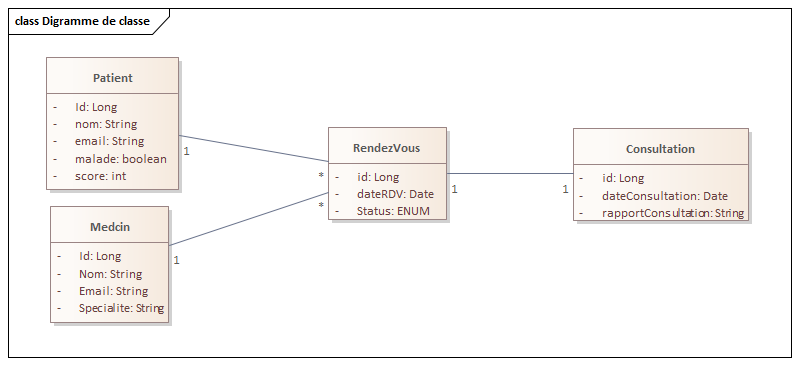 class Digramme de classe
Patient
- Id: Long
- nom: String
- email: String
- malade: boolean
- score: int
1
*
Medcin
- Id: Long
- Nom: String
- Email: String
- Specialite: String
1
*
RendezVous
- id: Long
- dateRDV: Date
- Status: ENUM
1
1
Consultation
- id: Long
- dateConsultation: Date
- rapportConsultation: String